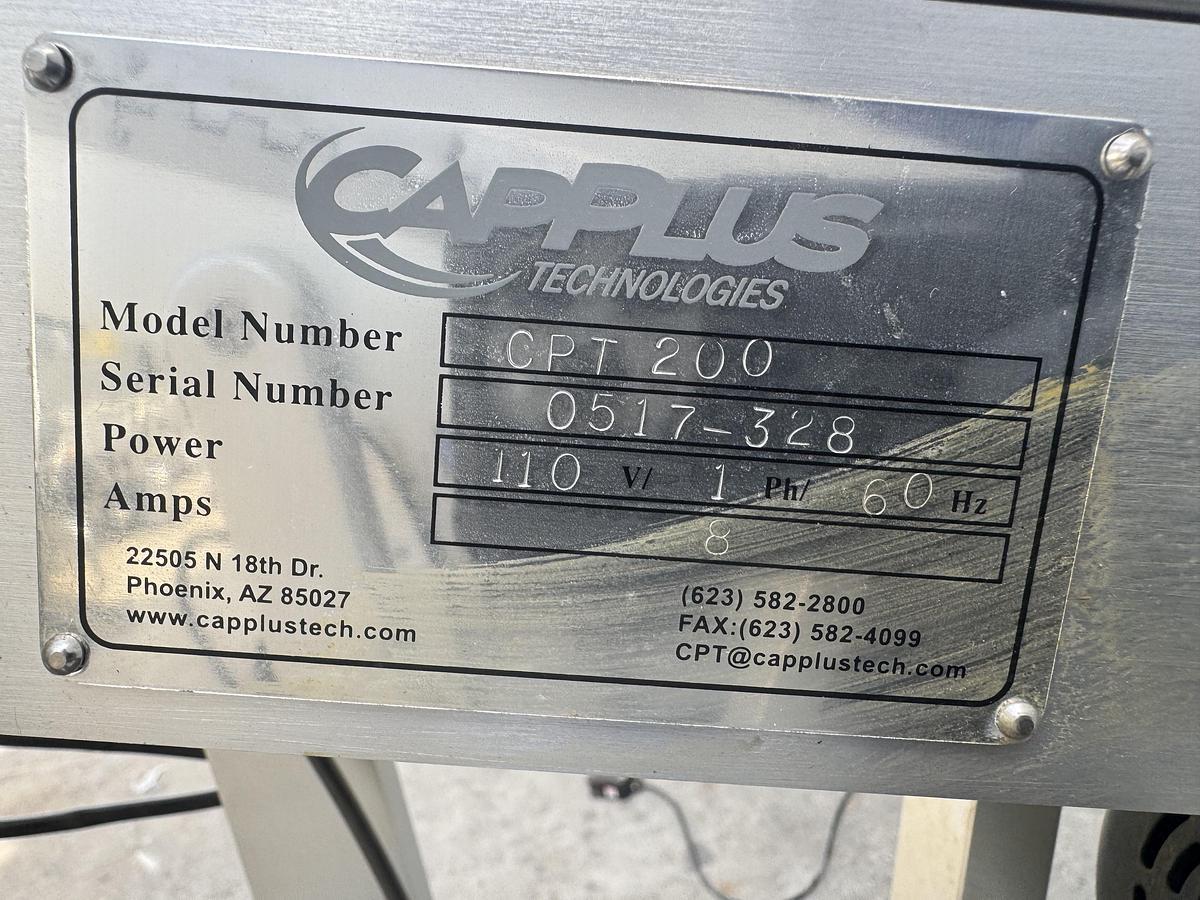 CAPPLUS
TECHNOLOGIES
Model Number CPT 200
Serial Number 0517-328
Power 110 V/ 1 Ph/ 60 Hz
Amps 8
22505 N 18th Dr.
Phoenix, AZ 85027
www.capplustech.com
(623) 582-2800
FAX:(623) 582-4099
CPT@capplustech.com